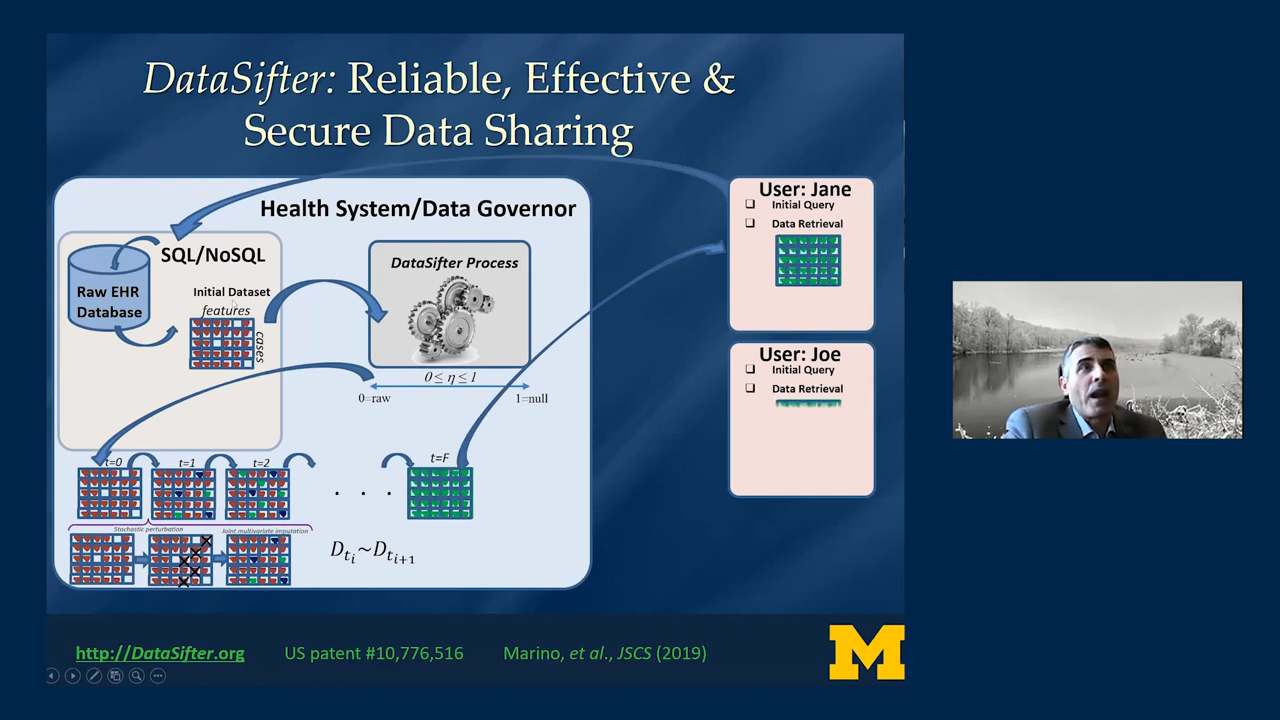 DataSifter: Reliable, Effective &
Secure Data Sharing
Health System/Data Governor
SQL/NoSQL
Raw EHR
Database
Initial Dataset
features
cases
DataSifter Process
0 ≤ η ≤ 1
0=raw
1=null
t=0
t=1
t=2
. . .
t=F
Stochastic perturbation
Joint multivariate imputation
D_{t_i}~D_{t_{i+1}}
User: Jane
❑ Initial Query
❑ Data Retrieval
User: Joe
❑ Initial Query
❑ Data Retrieval
http://DataSifter.org US patent #10,776,516 Marino, et al., JSCS (2019)
M